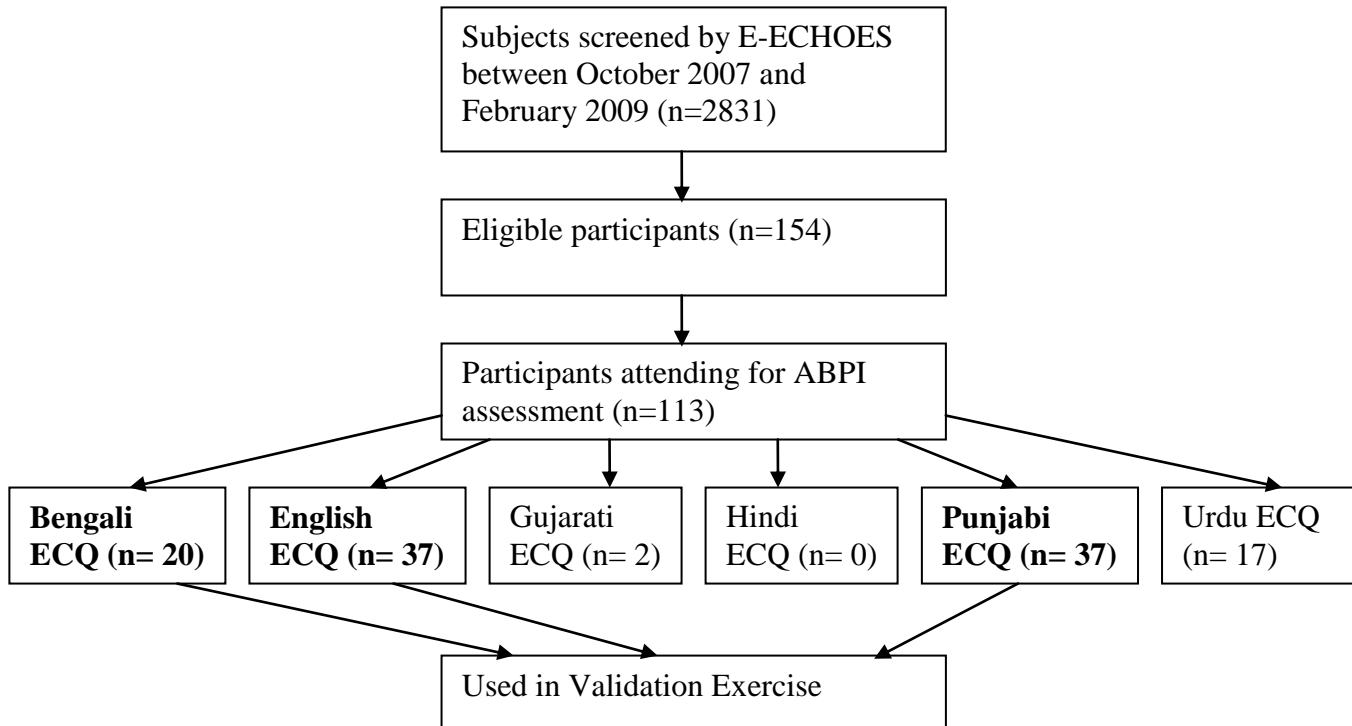 Subjects screened by E-ECHOES
between October 2007 and
February 2009 (n=2831)
Eligible participants (n=154)
Participants attending for ABPI
assessment (n=113)
Bengali
ECQ (n= 20)
English
ECQ (n= 37)
Gujarati
ECQ (n= 2)
Hindi
ECQ (n= 0)
Punjabi
ECQ (n= 37)
Urdu ECQ
(n= 17)
Used in Validation Exercise